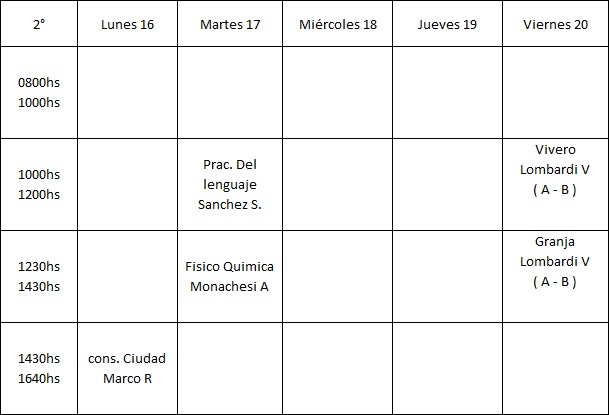 2° Lunes 16 Martes 17 Miércoles 18 Jueves 19 Viernes 20
0800hs
1000hs
1000hs
1200hs
Prac. Del
lenguaje
Sanchez S.
Vivero
Lombardi V
( A - B )
1230hs
1430hs
Fisico Quimica
Monachesi A
Granja
Lombardi V
( A - B )
1430hs
1640hs
cons. Ciudad
Marco R